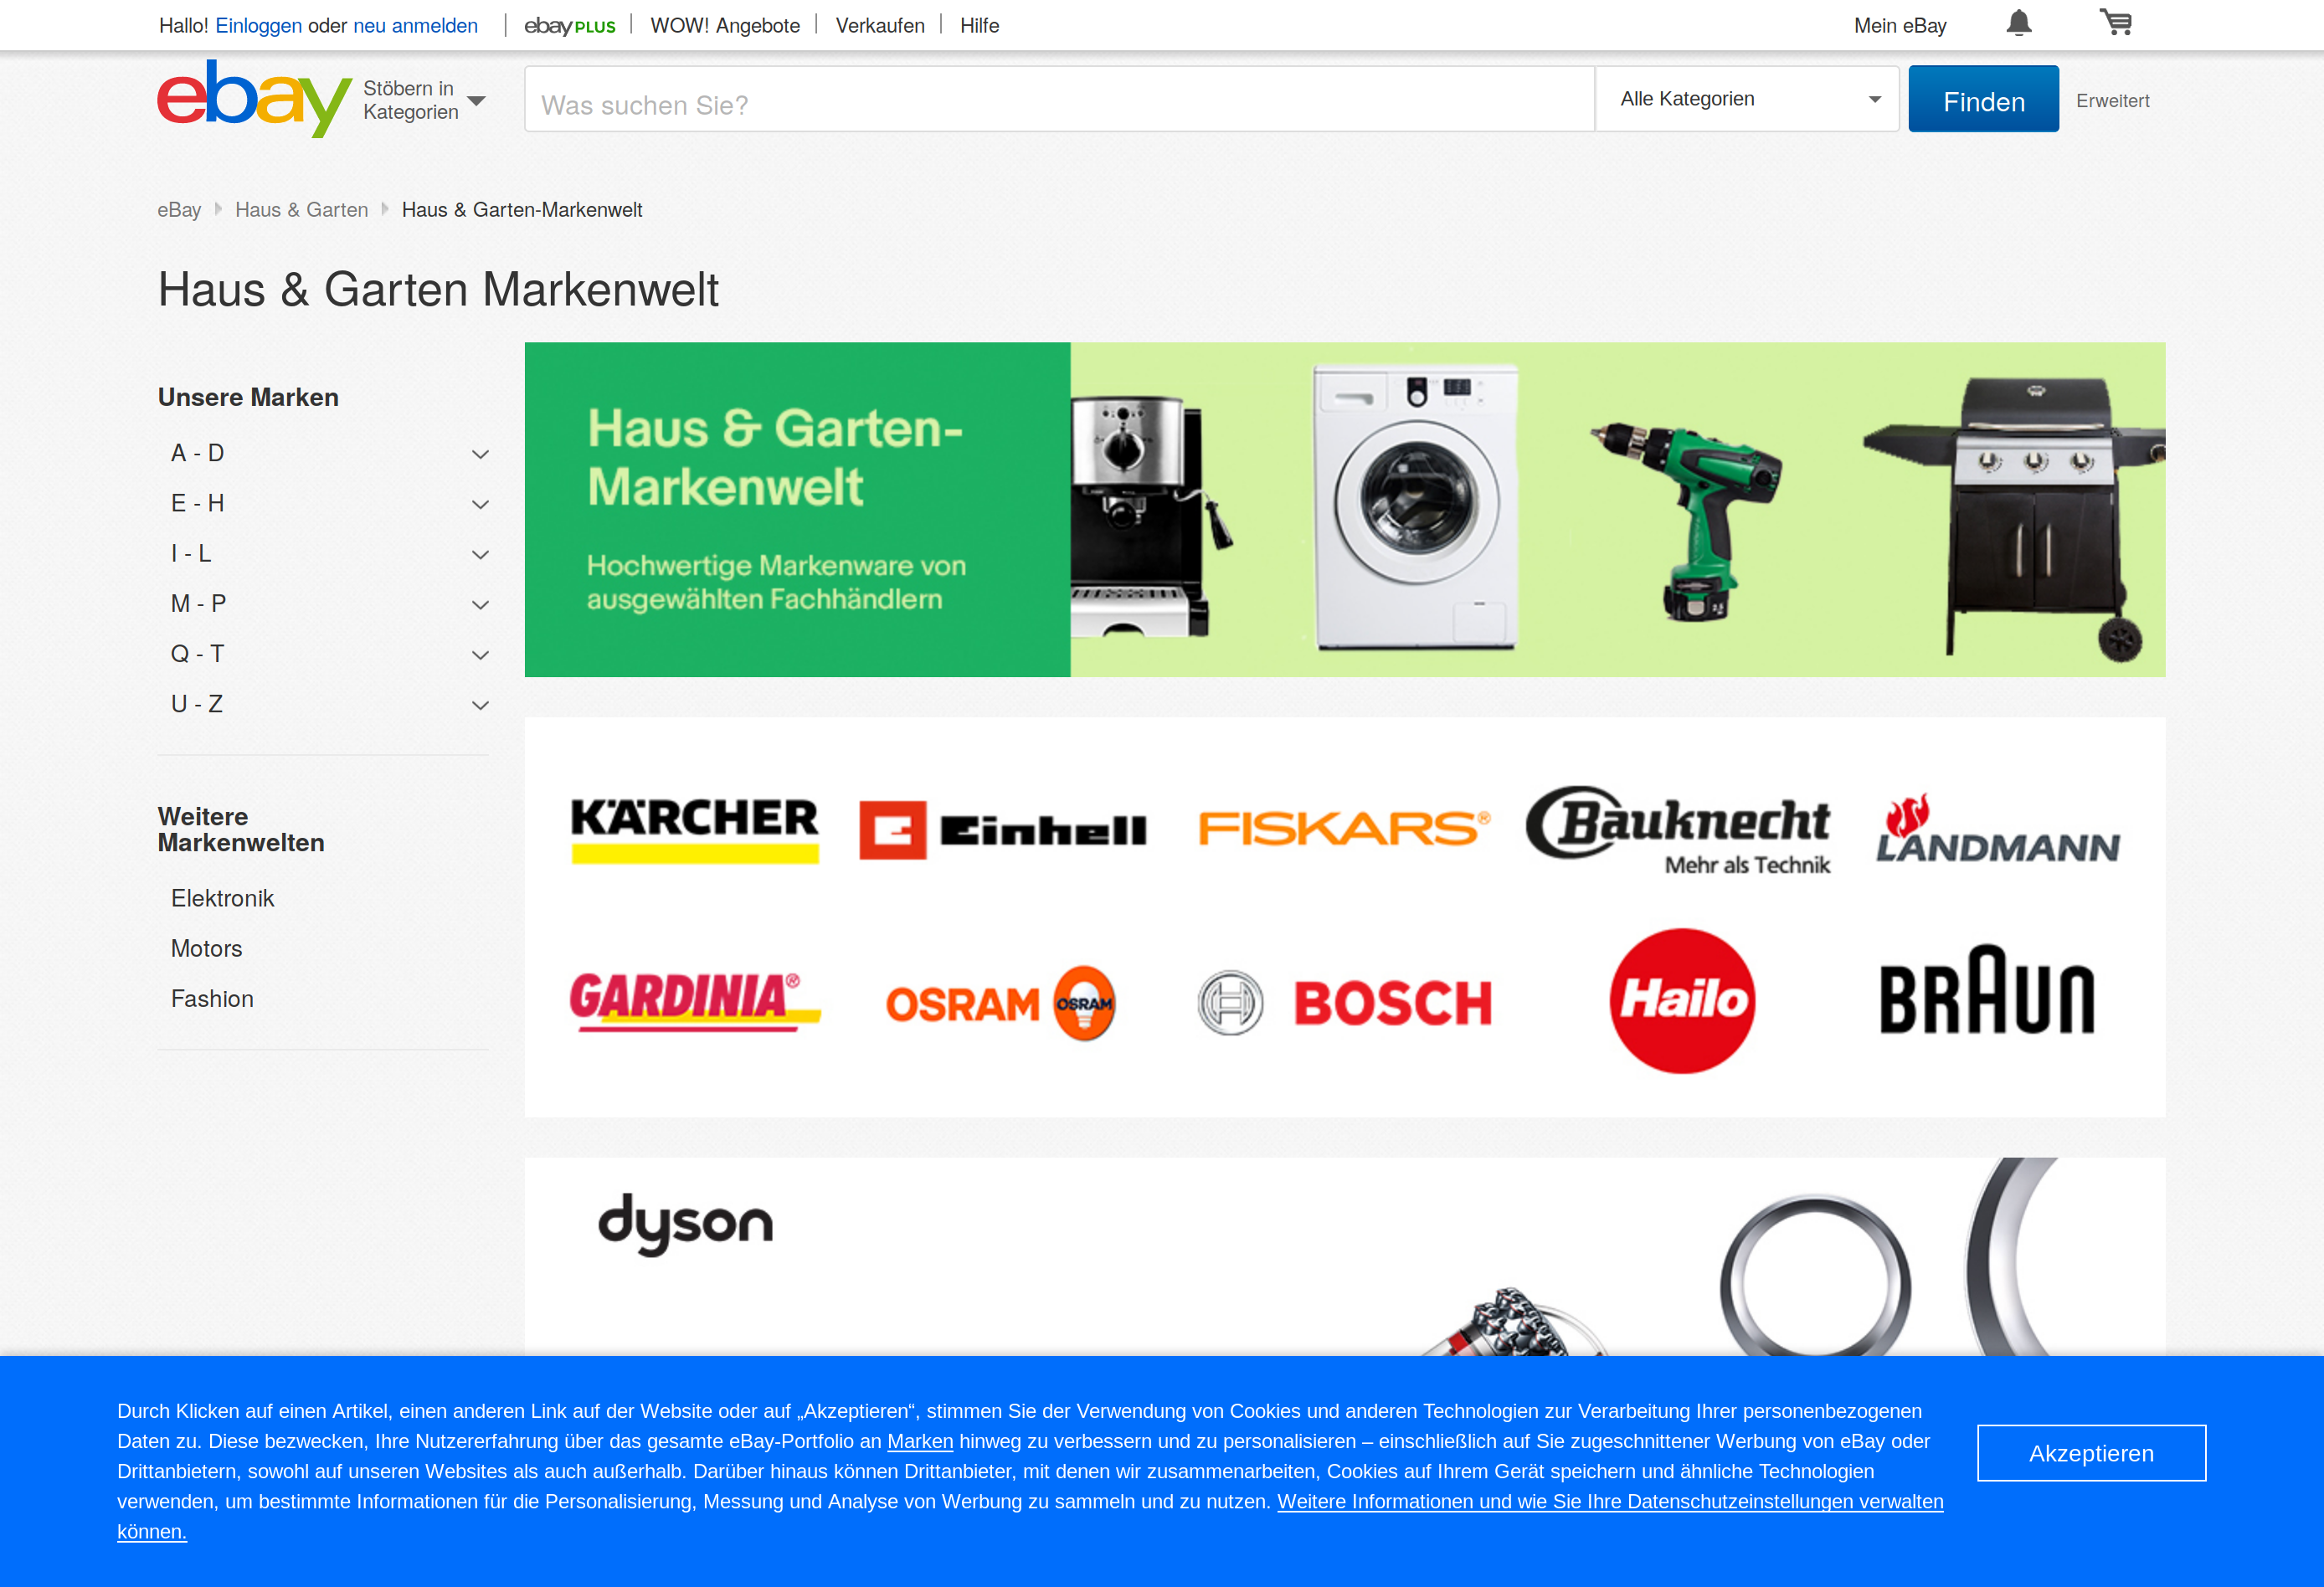 Hallo! Einloggen oder neu anmelden
ebay PLUS
WOW! Angebote
Verkaufen
Hilfe
Mein eBay
ebay
Stöbern in
Kategorien
Was suchen Sie?
Alle Kategorien
Finden
Erweitert
eBay
Haus & Garten
Haus & Garten-Markenwelt
Haus & Garten Markenwelt
Unsere Marken
A - D
E - H
I - L
M - P
Q - T
U - Z
Weitere
Markenwelten
Elektronik
Motors
Fashion
Haus & Garten-
Markenwelt
Hochwertige Markenware von
ausgewählten Fachhändlern
KÄRCHER
Einhell
FISKARS®
Bauknecht
Mehr als Technik
LANDMANN
GARDINIA®
OSRAM
OSRAM
BOSCH
Hailo
BRAUN
dyson
Durch Klicken auf einen Artikel, einen anderen Link auf der Website oder auf „Akzeptieren“, stimmen Sie der Verwendung von Cookies und anderen Technologien zur Verarbeitung Ihrer personenbezogenen
Daten zu. Diese bezwecken, Ihre Nutzererfahrung über das gesamte eBay-Portfolio an Marken hinweg zu verbessern und zu personalisieren – einschließlich auf Sie zugeschnittener Werbung von eBay oder
Drittanbietern, sowohl auf unseren Websites als auch außerhalb. Darüber hinaus können Drittanbieter, mit denen wir zusammenarbeiten, Cookies auf Ihrem Gerät speichern und ähnliche Technologien
verwenden, um bestimmte Informationen für die Personalisierung, Messung und Analyse von Werbung zu sammeln und zu nutzen. Weitere Informationen und wie Sie Ihre Datenschutzeinstellungen verwalten
können.
Akzeptieren